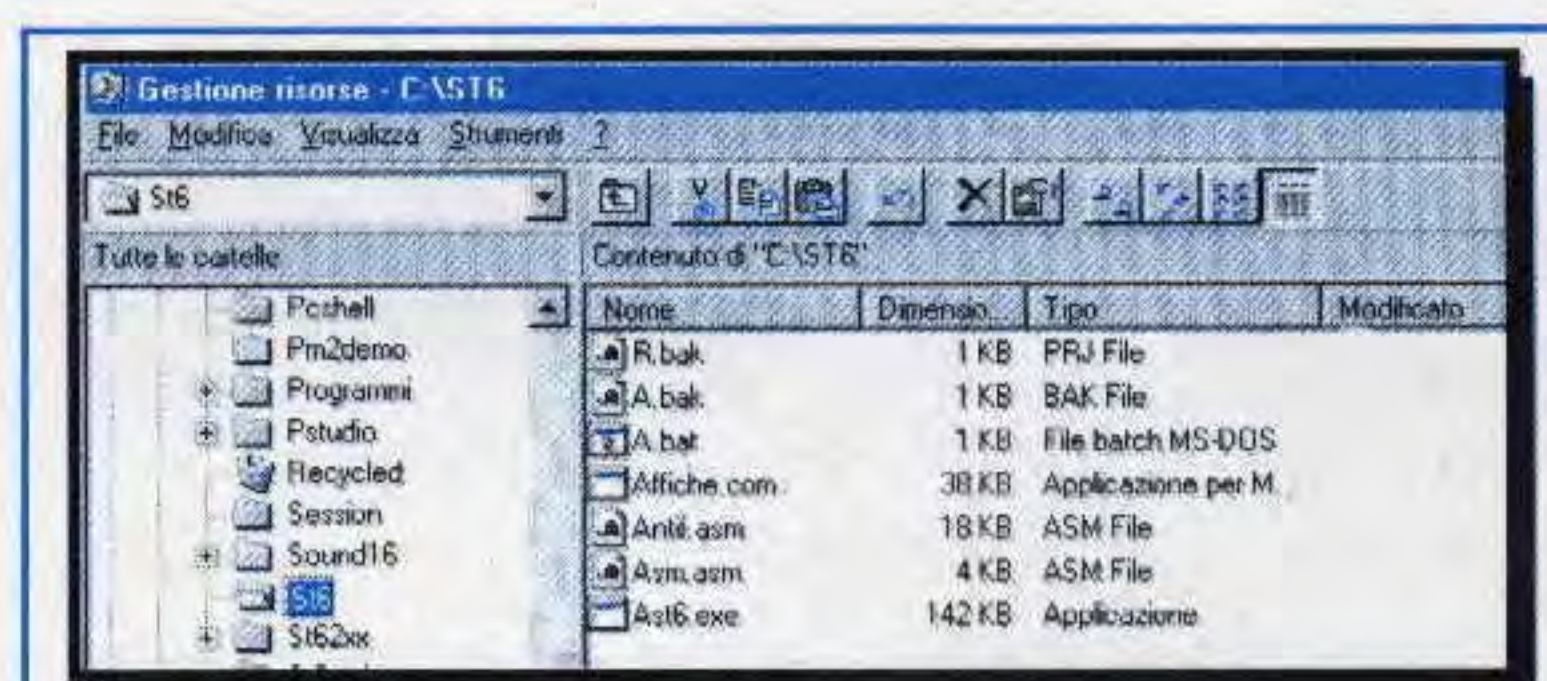 Gestione risorse - C:\ST6
File Modifica Visualizza Strumenti ?
St6
Tutte le cartelle
Contenuto di "C:\ST6"
Pcshell
Pm2demo
Programmi
Pstudio
Recycled
Session
Sound16
St6
St62xx
Nome Dimensio... Tipo Modificato
R.bak 1 KB PRJ File
A.bak 1 KB BAK File
A.bat 1 KB File batch MS-DOS
Affiche.com 38 KB Applicazione per M...
18 KB ASM File
Asm.asm 4 KB ASM File
Ast6.exe 142 KB Applicazione